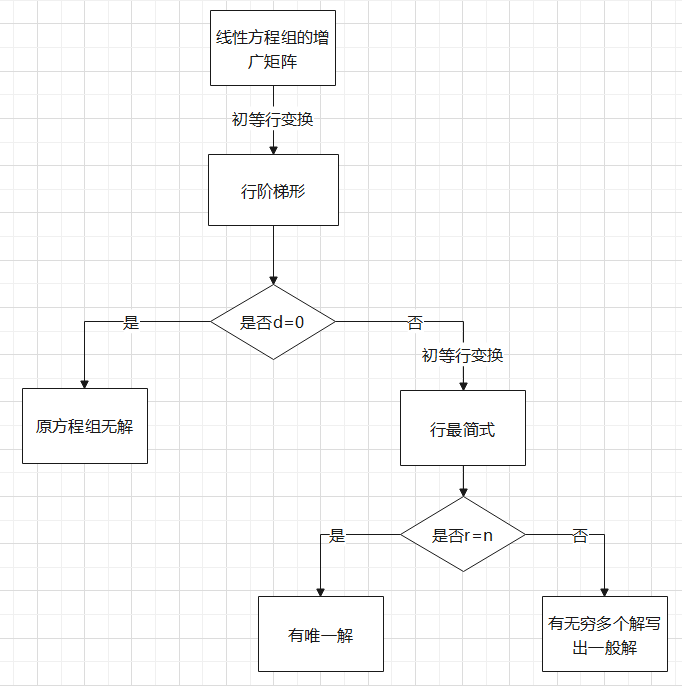 线性方程组的增
广矩阵
初等行变换
行阶梯形
是否d=0
是
否
初等行变换
原方程组无解
行最简式
是否r=n
是
否
有唯一解
有无穷多个解写
出一般解